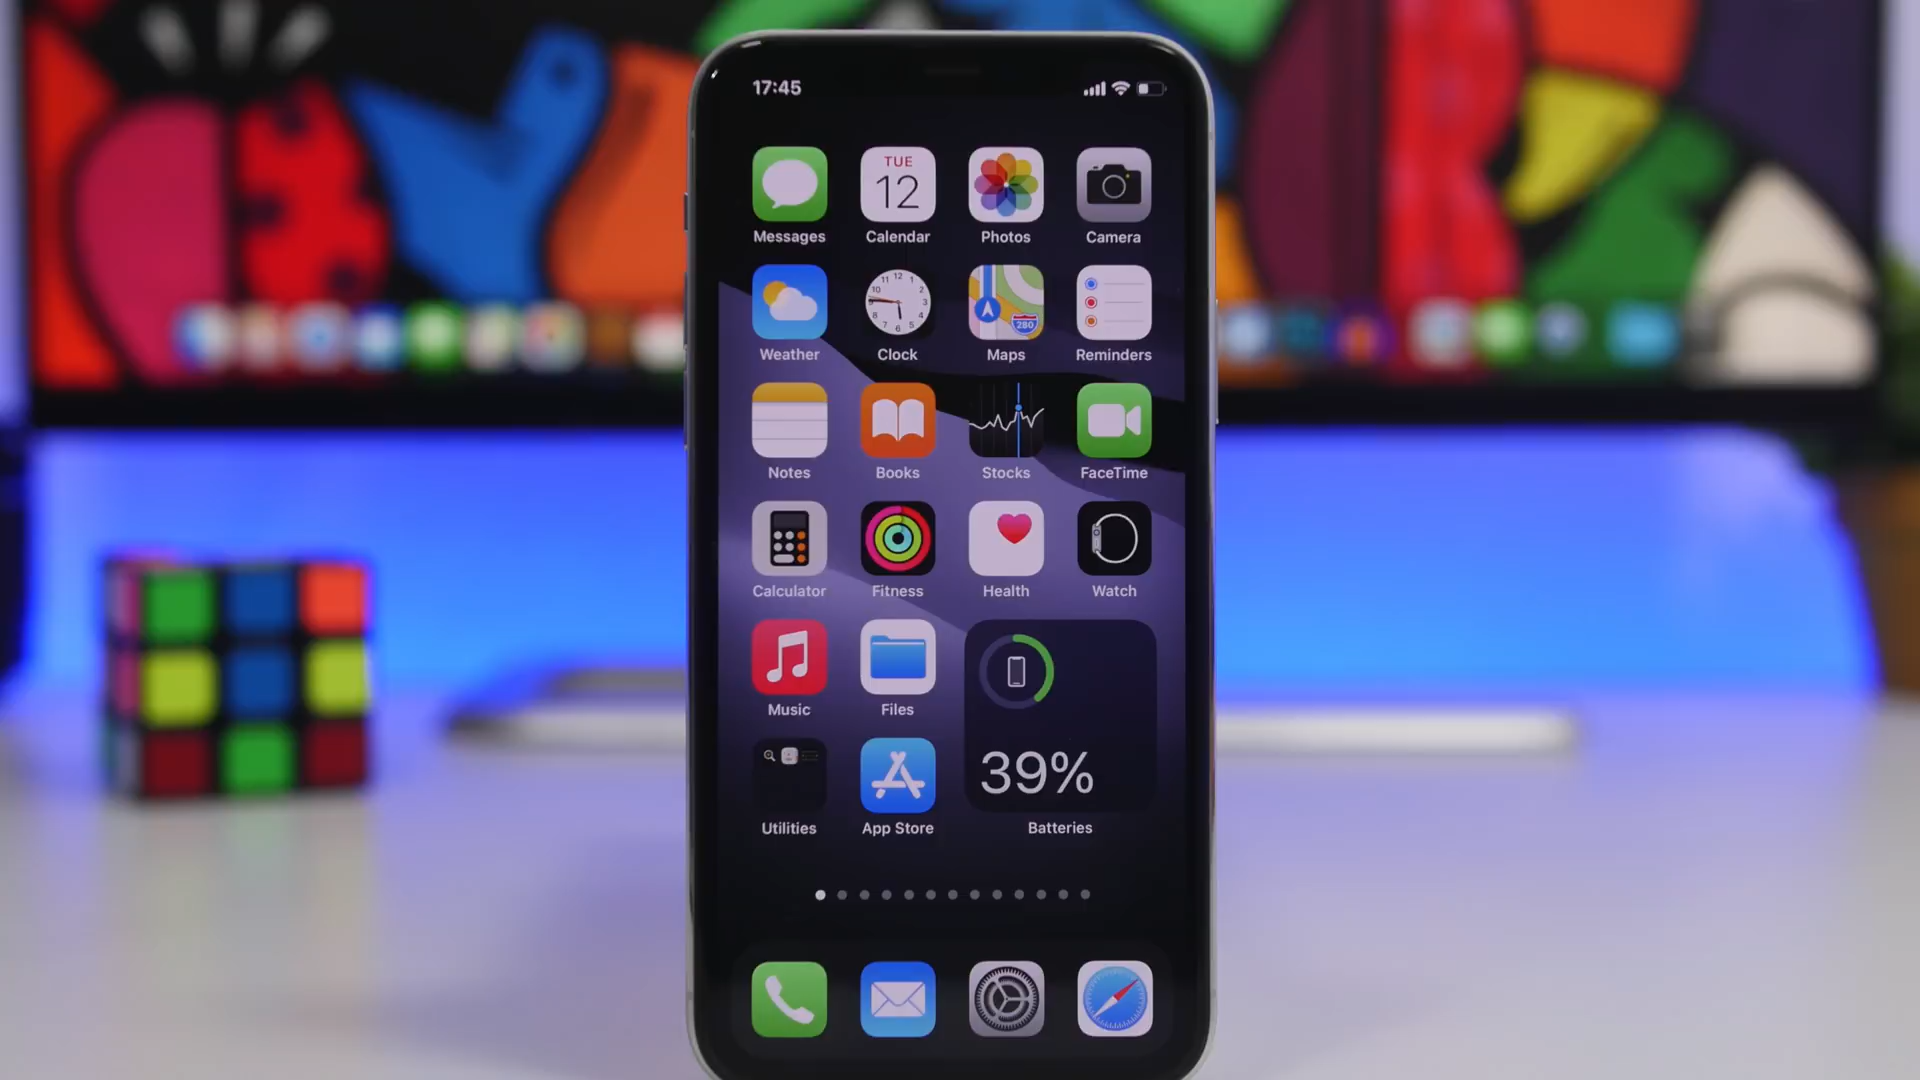 17:45
TUE
12
Messages Calendar Photos Camera
280
Weather Clock Maps Reminders
Notes Books Stocks FaceTime
Calculator Fitness Health Watch
Music Files
39%
Utilities App Store Batteries